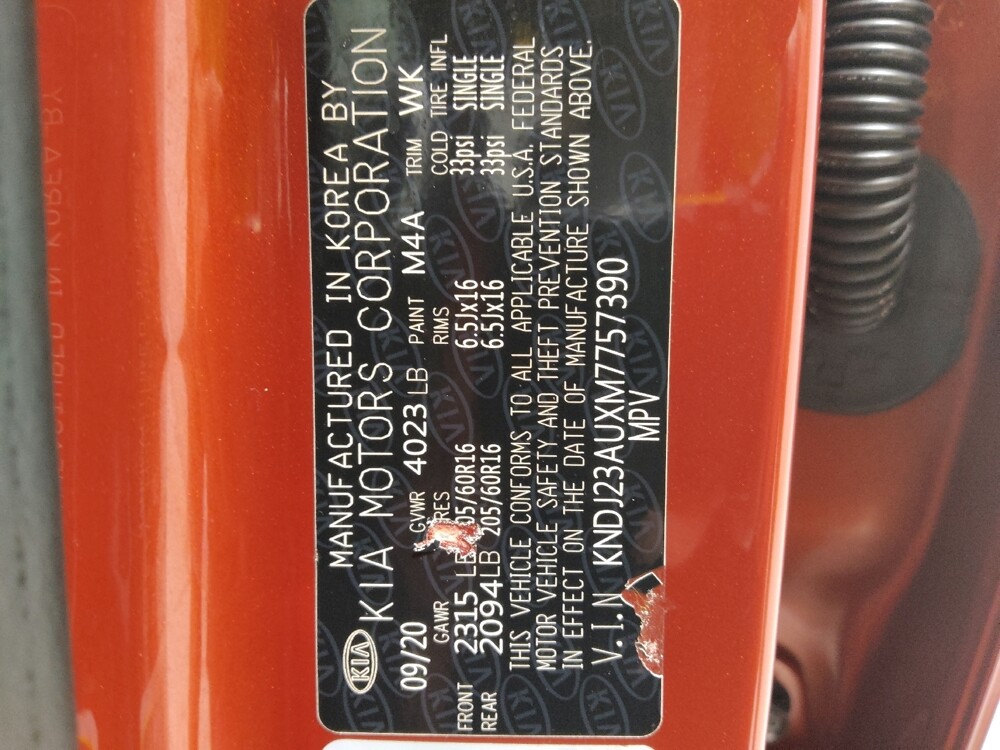 KIA
MANUFACTURED IN KOREA BY
KIA MOTORS CORPORATION
09/20 GVWR 4023 LB PAINT M4A TRIM WK
GAWR RES RIMS COLD TIRE INFL
FRONT 2315 LB 05/60R16 6.5Jx16 33psi SINGLE
REAR 2094LB 205/60R16 6.5Jx16 33psi SINGLE
THIS VEHICLE CONFORMS TO ALL APPLICABLE U.S.A. FEDERAL
MOTOR VEHICLE SAFETY AND THEFT PREVENTION STANDARDS
IN EFFECT ON THE DATE OF MANUFACTURE SHOWN ABOVE.
V.I.N KNDJ23AUXM7757390
MPV